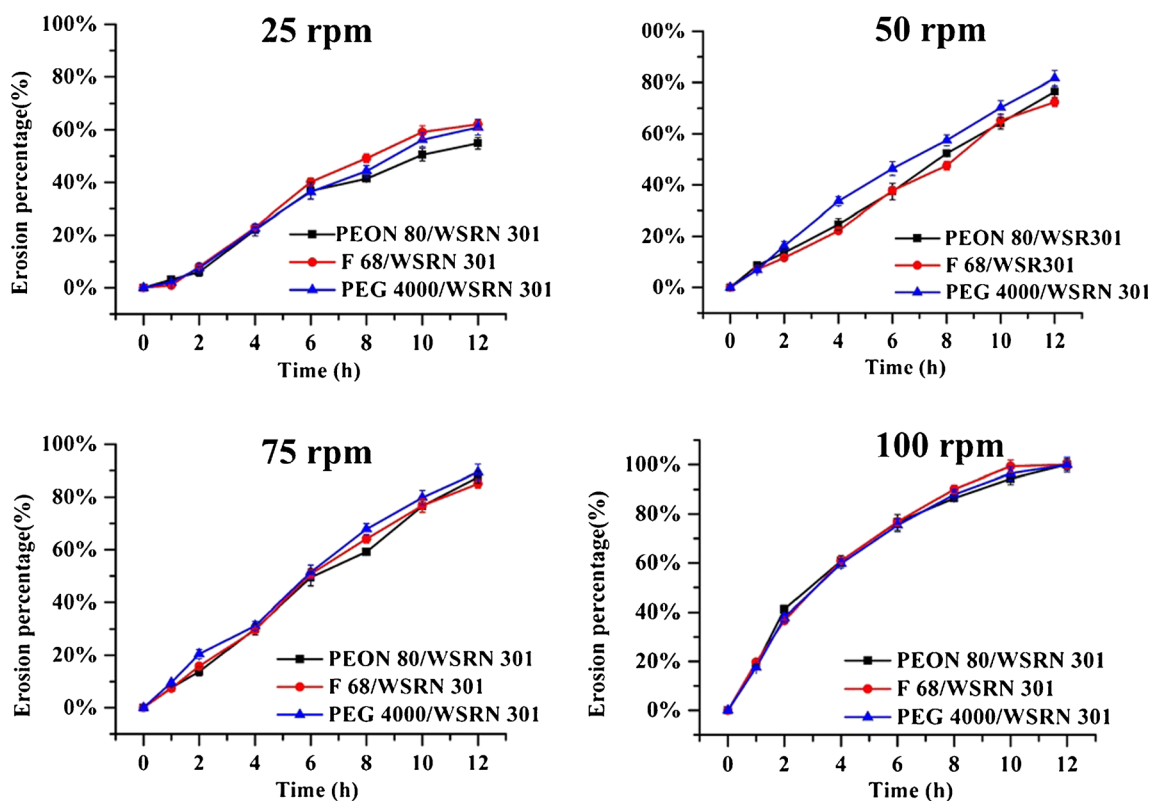 25 rpm
Erosion percentage(%)
100%
80%
60%
40%
20%
0%
PEON 80/WSRN 301
F 68/WSRN 301
PEG 4000/WSRN 301
0 2 4 6 8 10 12
Time (h)
50 rpm
Erosion percentage(%)
00%
80%
60%
40%
20%
0%
PEON 80/WSR301
F 68/WSR301
PEG 4000/WSRN 301
0 2 4 6 8 10 12
Timc (h)
75 rpm
Erosion percentage(%)
100%
80%
60%
40%
20%
0%
PEON 80/WSRN 301
F 68/WSRN 301
PEG 4000/WSRN 301
0 2 4 6 8 10 12
Time (h)
100 rpm
Erosion percentage(%)
100%
80%
60%
40%
20%
0%
PEON 80/WSRN 301
F 68/WSRN 301
PEG 4000/WSRN 301
0 2 4 6 8 10 12
Time (h)